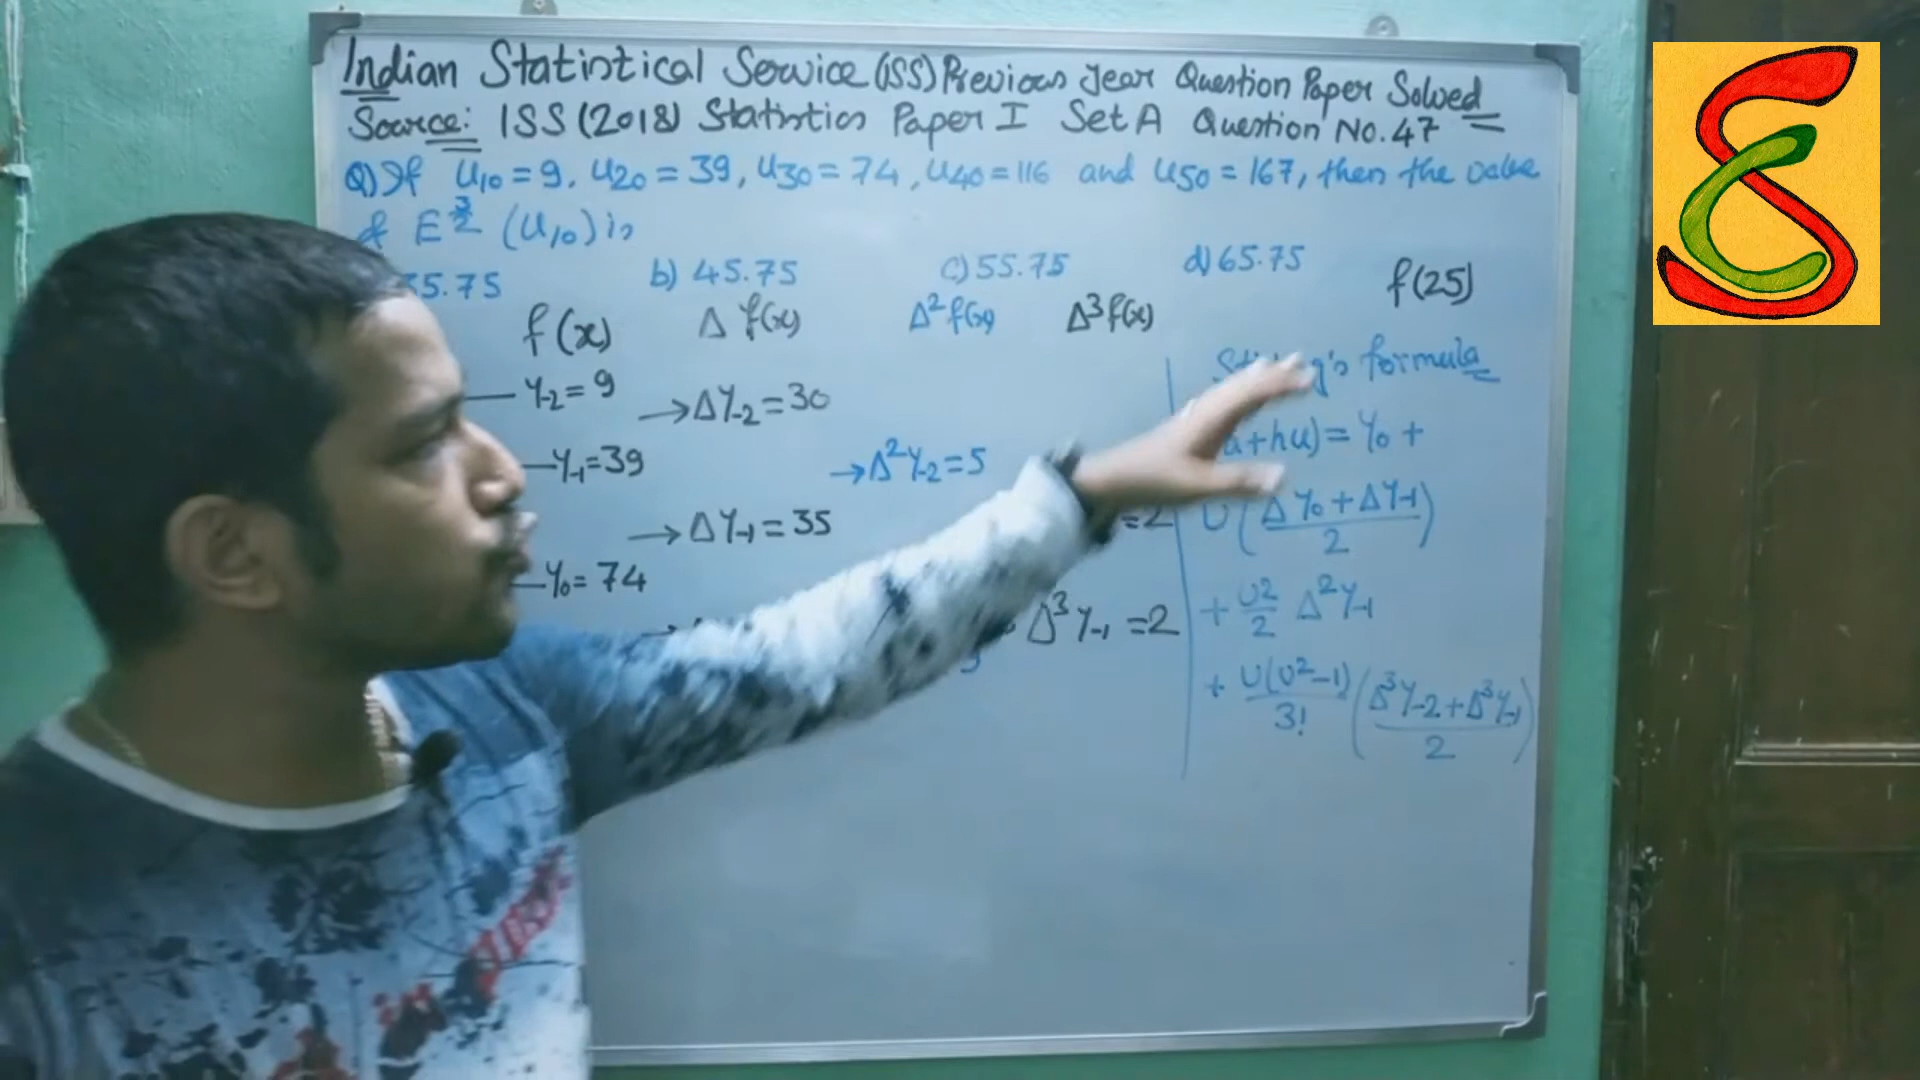 Indian Statistical Service (ISS) Previous Year Question Paper Solved
Source: ISS (2018) Statistics Paper I Set A Question No. 47
Q) If U₁₀ = 9, U₂₀ = 39, U₃₀ = 74, U₄₀ = 116 and U₅₀ = 167, then the value
of E^(3/2) (U₁₀) is
5.75 b) 45.75 c) 55.75 d) 65.75
f(25)
f(x) Δ f(x) Δ²f(x) Δ³f(x)
Y₋₂ = 9
→ ΔY₋₂ = 30
Y₋₁ = 39
→ Δ²Y₋₂ = 5
→ ΔY₋₁ = 35
= 2
Y₀ = 74
Δ³Y₋₁ = 2
formula
a+hu) = Y₀ +
U (ΔY₀ + ΔY₋₁ / 2)
+ U²/2 Δ²Y₋₁
+ U(U²-1)/3! (Δ³Y₋₂ + Δ³Y₋₁ / 2)